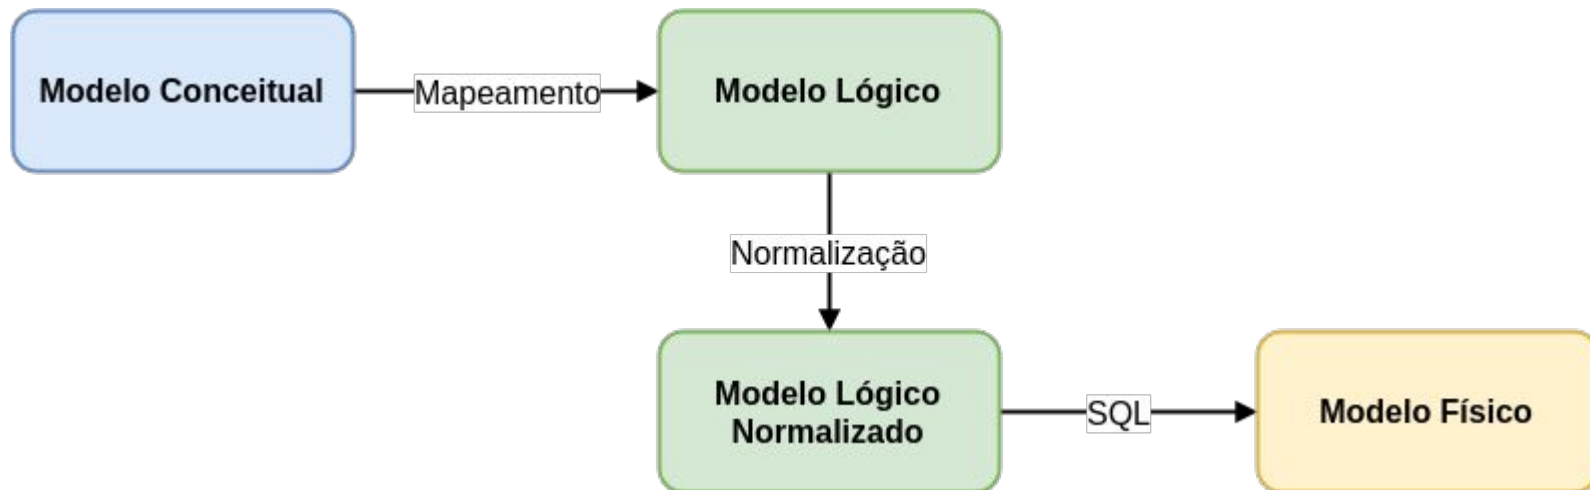 Modelo Conceitual
Mapeamento
Modelo Lógico
Normalização
Modelo Lógico
Normalizado
SQL
Modelo Físico